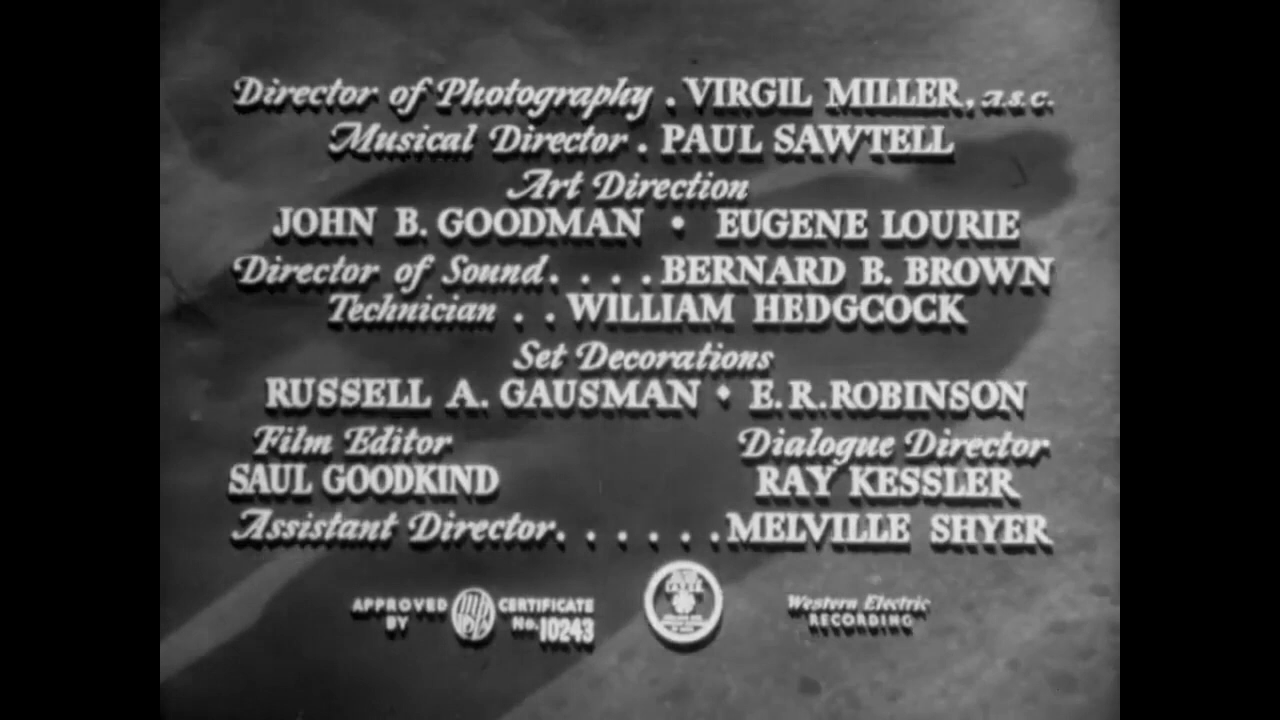 Director of Photography . VIRGIL MILLER, A.S.C.
Musical Director . PAUL SAWTELL
Art Direction
JOHN B. GOODMAN • EUGENE LOURIE
Director of Sound. . . . BERNARD B. BROWN
Technician . . WILLIAM HEDGCOCK
Set Decorations
RUSSELL A. GAUSMAN • E. R. ROBINSON
Film Editor Dialogue Director
SAUL GOODKIND RAY KESSLER
Assistant Director. . . . . . MELVILLE SHYER
APPROVED BY CERTIFICATE No. 10243
Western Electric
RECORDING